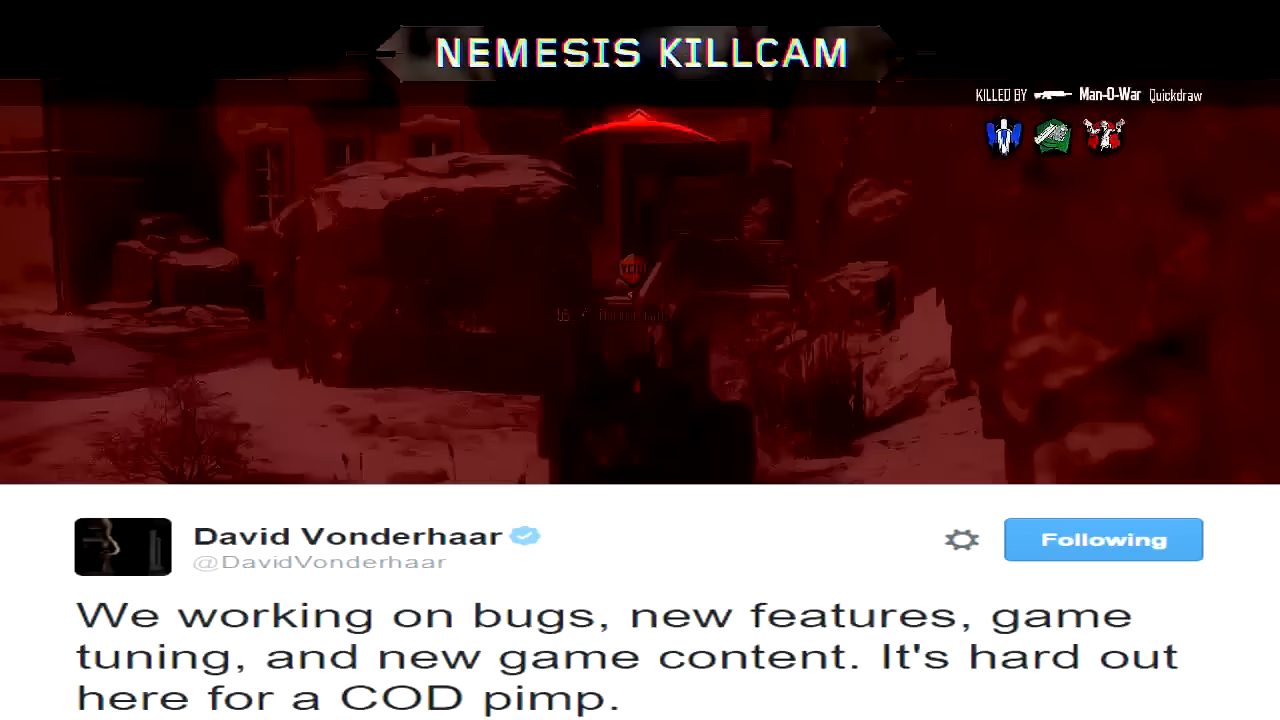 NEMESIS KILLCAM
KILLED BY Man-O-War Quickdraw
YOU
David Vonderhaar
@DavidVonderhaar
Following
We working on bugs, new features, game
tuning, and new game content. It's hard out
here for a COD pimp.